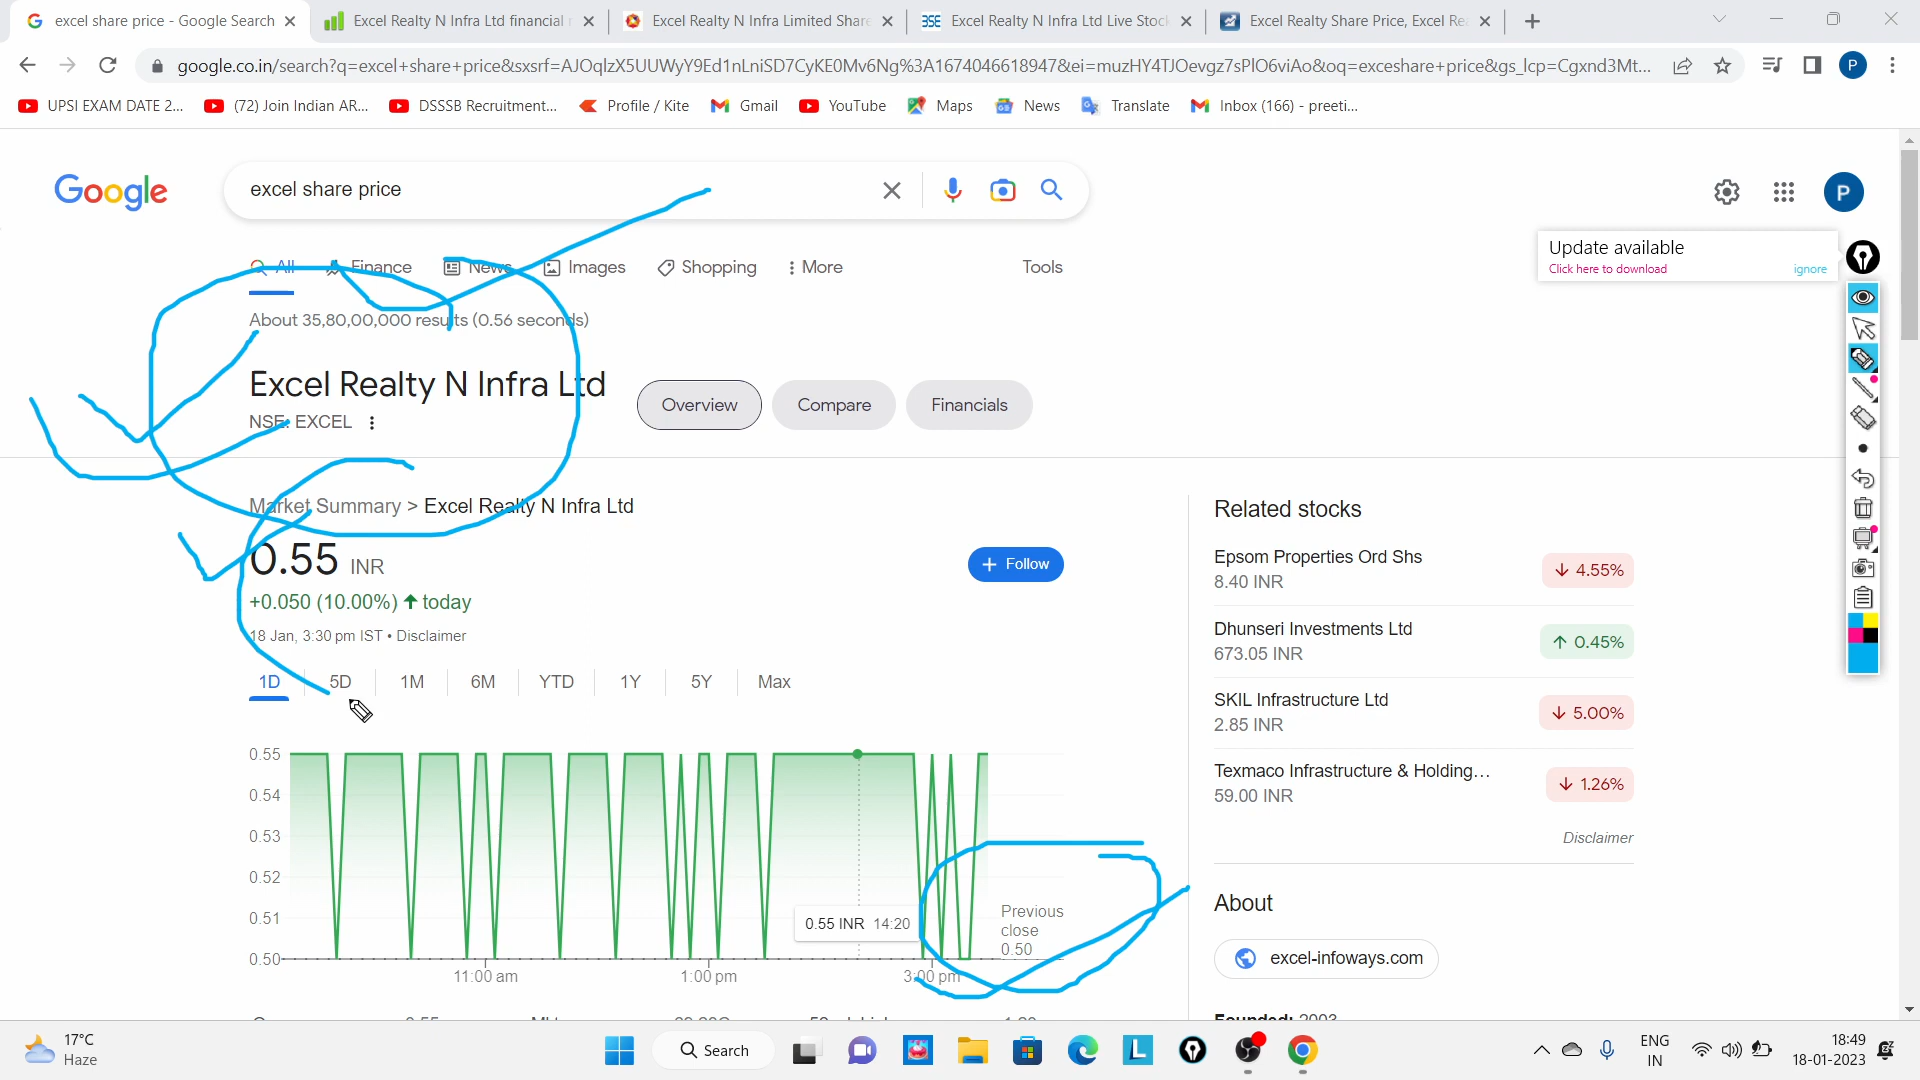 excel share price - Google Search
Excel Realty N Infra Ltd financial r
Excel Realty N Infra Limited Share
BSE Excel Realty N Infra Ltd Live Stoc
Excel Realty Share Price, Excel Re
google.co.in/search?q=excel+share+price&sxsrf=AJOqlzX5UUWyY9Ed1nLniSD7CyKE0Mv6Ng%3A1674046618947&ei=muzHY4TJOevgz7sPlO6viAo&oq=exceshare+price&gs_lcp=Cgxnd3Mt...
P
UPSI EXAM DATE 2...
(72) Join Indian AR...
DSSSB Recruitment...
Profile / Kite
Gmail
YouTube
Maps
News
Translate
Inbox (166) - preeti...
Google
excel share price
P
All
Finance
News
Images
Shopping
More
Tools
Update available
Click here to download
ignore
About 35,80,00,000 results (0.56 seconds)
Excel Realty N Infra Ltd
NSE: EXCEL
Overview
Compare
Financials
Market Summary > Excel Realty N Infra Ltd
0.55 INR
+0.050 (10.00%) ↑ today
18 Jan, 3:30 pm IST • Disclaimer
+ Follow
1D
5D
1M
6M
YTD
1Y
5Y
Max
0.55
0.54
0.53
0.52
0.51
0.50
0.55 INR 14:20
Previous
close
0.50
11:00 am
1:00 pm
3:00 pm
Related stocks
Epsom Properties Ord Shs
8.40 INR
↓ 4.55%
Dhunseri Investments Ltd
673.05 INR
↑ 0.45%
SKIL Infrastructure Ltd
2.85 INR
↓ 5.00%
Texmaco Infrastructure & Holding...
59.00 INR
↓ 1.26%
Disclaimer
About
excel-infoways.com
Founded: 2003
17°C
Haze
Search
L
ENG
IN
18:49
18-01-2023